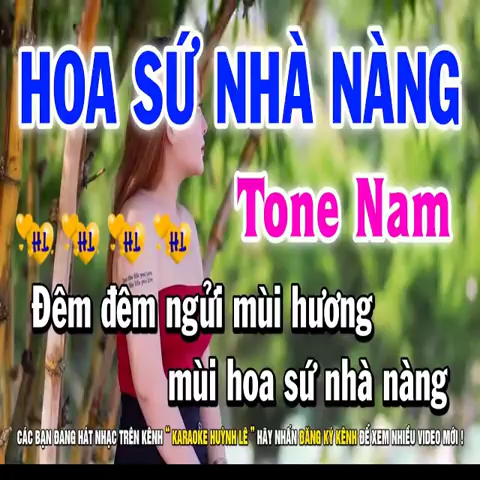 HOA SỨ NHÀ NÀNG
Tone Nam
HL HL HL HL
Đêm đêm ngửi mùi hương
mùi hoa sứ nhà nàng
CÁC BẠN ĐANG HÁT NHẠC TRÊN KÊNH " KARAOKE HUỲNH LÊ " HÃY NHẤN ĐĂNG KÝ KÊNH ĐỂ XEM NHIỀU VIDEO MỚI !